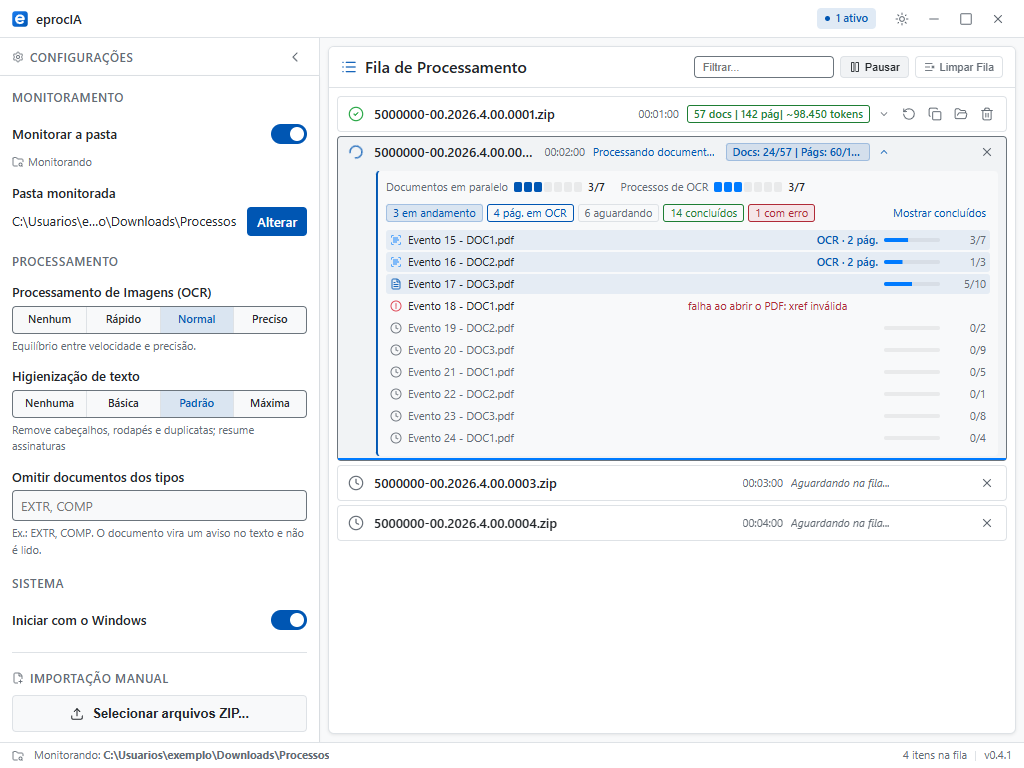 eprocIA
1 ativo
CONFIGURAÇÕES
MONITORAMENTO
Monitorar a pasta
Monitorando
Pasta monitorada
C:\Usuarios\e...o\Downloads\Processos
Alterar
PROCESSAMENTO
Processamento de Imagens (OCR)
Nenhum Rápido Normal Preciso
Equilíbrio entre velocidade e precisão.
Higienização de texto
Nenhuma Básica Padrão Máxima
Remove cabeçalhos, rodapés e duplicatas; resume
assinaturas
Omitir documentos dos tipos
EXTR, COMP
Ex.: EXTR, COMP. O documento vira um aviso no texto e não
é lido.
SISTEMA
Iniciar com o Windows
IMPORTAÇÃO MANUAL
Selecionar arquivos ZIP...
Fila de Processamento
Filtrar...
Pausar
Limpar Fila
5000000-00.2026.4.00.0001.zip 00:01:00 57 docs | 142 pág| ~98.450 tokens
5000000-00.2026.4.00.00... 00:02:00 Processando document... Docs: 24/57 | Págs: 60/1...
Documentos em paralelo 3/7 Processos de OCR 3/7
3 em andamento 4 pág. em OCR 6 aguardando 14 concluídos 1 com erro Mostrar concluídos
Evento 15 - DOC1.pdf OCR · 2 pág. 3/7
Evento 16 - DOC2.pdf OCR · 2 pág. 1/3
Evento 17 - DOC3.pdf 5/10
Evento 18 - DOC1.pdf falha ao abrir o PDF: xref inválida
Evento 19 - DOC2.pdf 0/2
Evento 20 - DOC3.pdf 0/9
Evento 21 - DOC1.pdf 0/5
Evento 22 - DOC2.pdf 0/1
Evento 23 - DOC3.pdf 0/8
Evento 24 - DOC1.pdf 0/4
5000000-00.2026.4.00.0003.zip 00:03:00 Aguardando na fila...
5000000-00.2026.4.00.0004.zip 00:04:00 Aguardando na fila...
Monitorando: C:\Usuarios\exemplo\Downloads\Processos
4 itens na fila v0.4.1